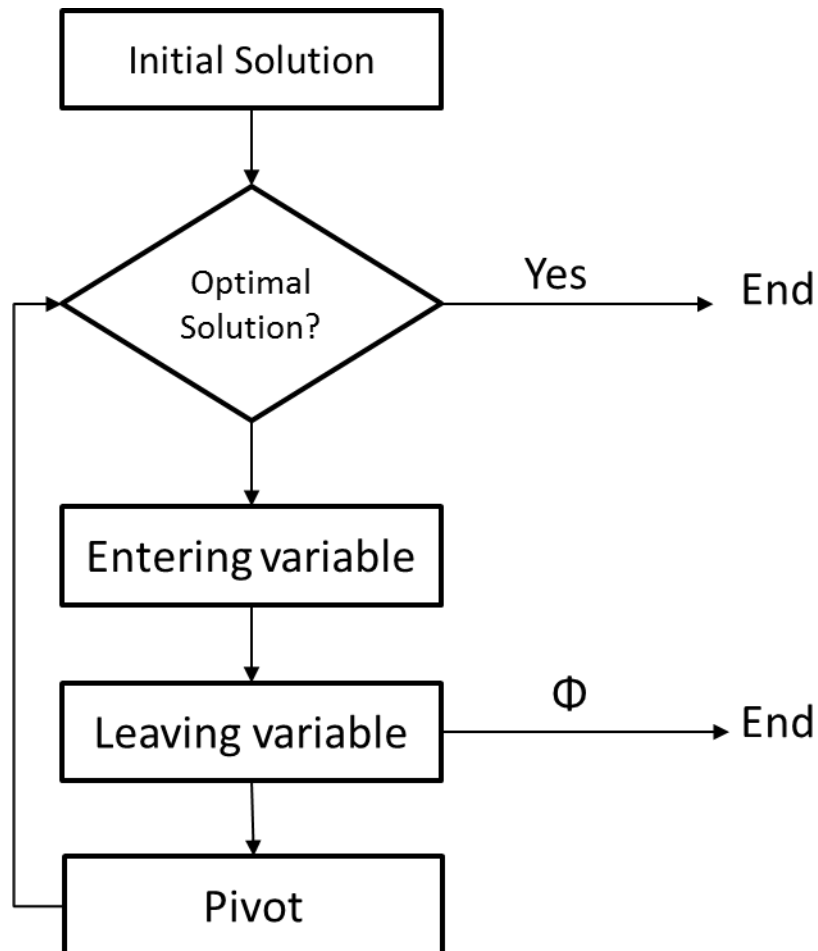 Initial Solution
Optimal
Solution?
Yes
End
Entering variable
Leaving variable
Φ
End
Pivot